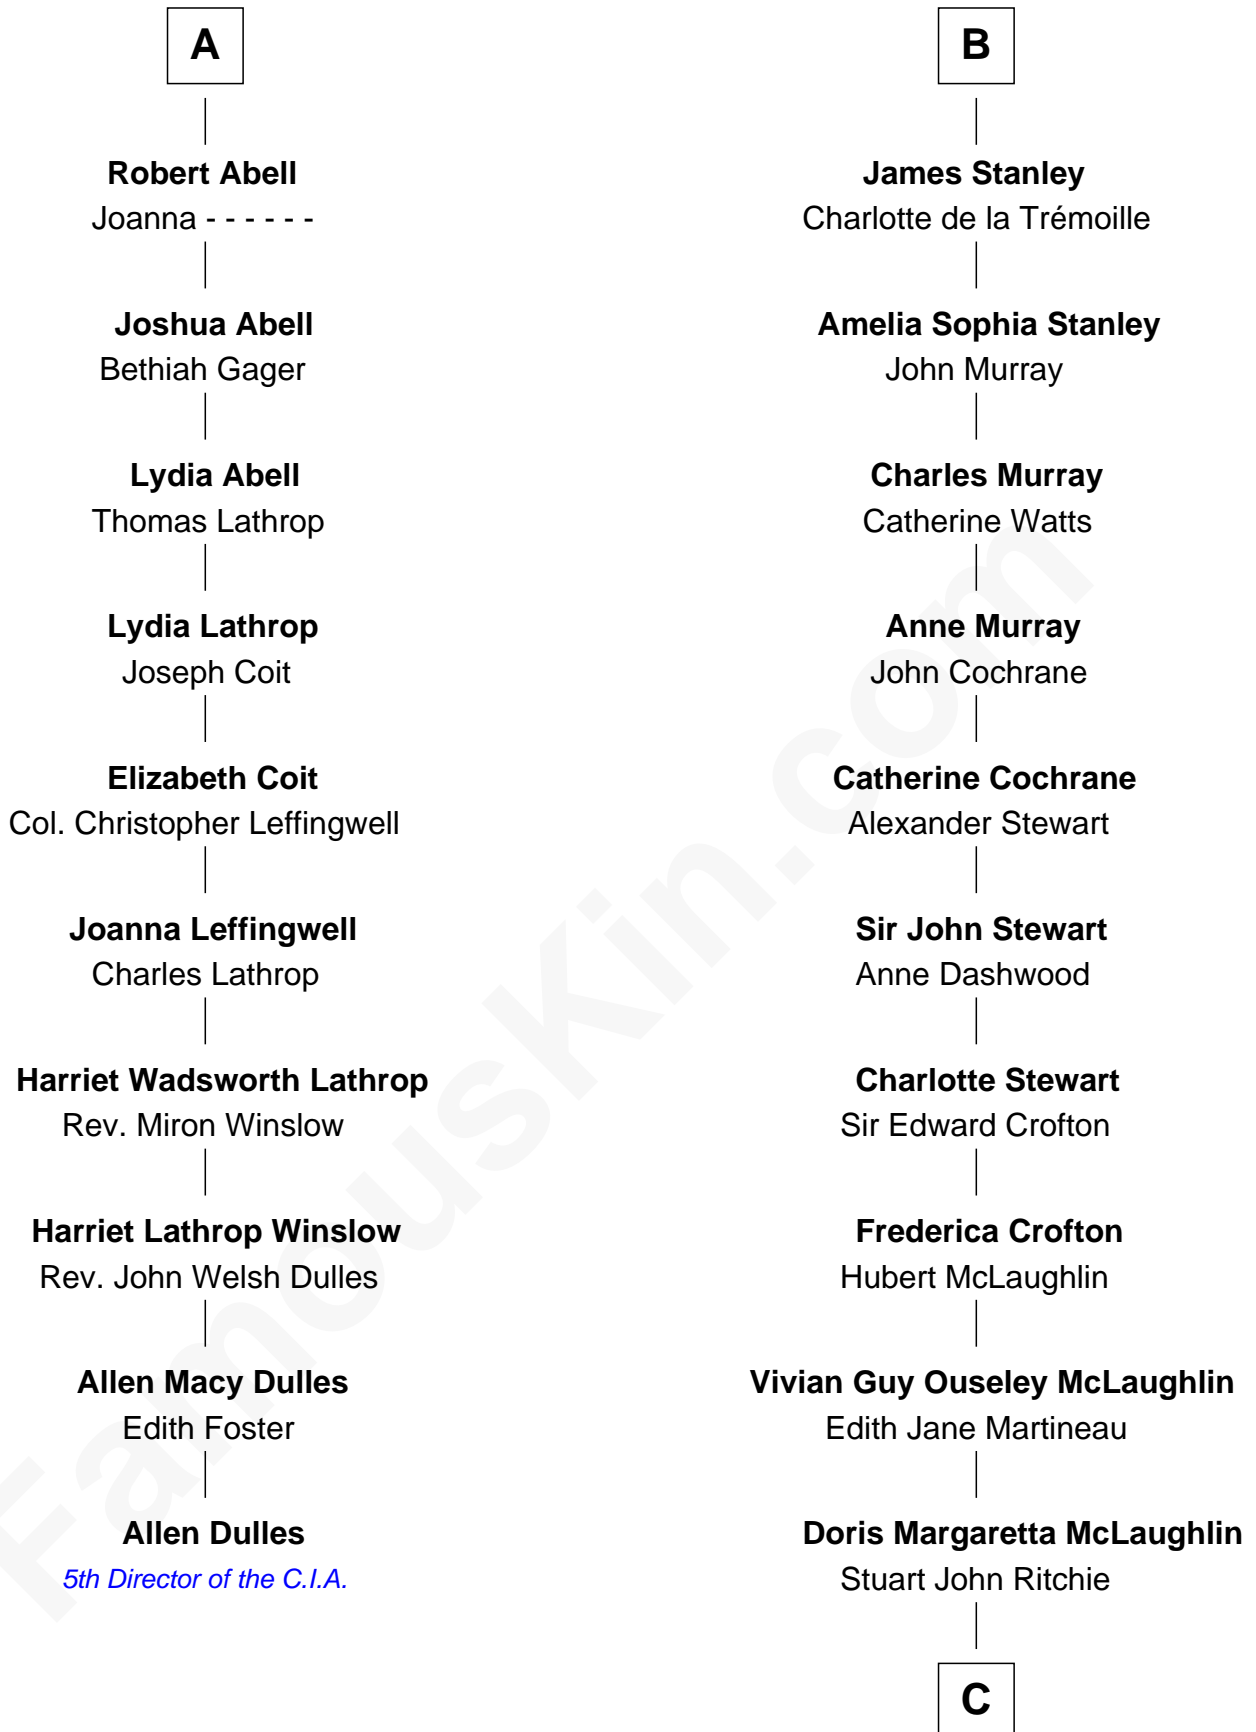 A
Robert Abell
Joanna - - - - - -
Joshua Abell
Bethiah Gager
Lydia Abell
Thomas Lathrop
Lydia Lathrop
Joseph Coit
Elizabeth Coit
Col. Christopher Leffingwell
Joanna Leffingwell
Charles Lathrop
Harriet Wadsworth Lathrop
Rev. Miron Winslow
Harriet Lathrop Winslow
Rev. John Welsh Dulles
Allen Macy Dulles
Edith Foster
Allen Dulles
5th Director of the C.I.A.
B
James Stanley
Charlotte de la Trémoille
Amelia Sophia Stanley
John Murray
Charles Murray
Catherine Watts
Anne Murray
John Cochrane
Catherine Cochrane
Alexander Stewart
Sir John Stewart
Anne Dashwood
Charlotte Stewart
Sir Edward Crofton
Frederica Crofton
Hubert McLaughlin
Vivian Guy Ouseley McLaughlin
Edith Jane Martineau
Doris Margaretta McLaughlin
Stuart John Ritchie
C
FamousKin.com